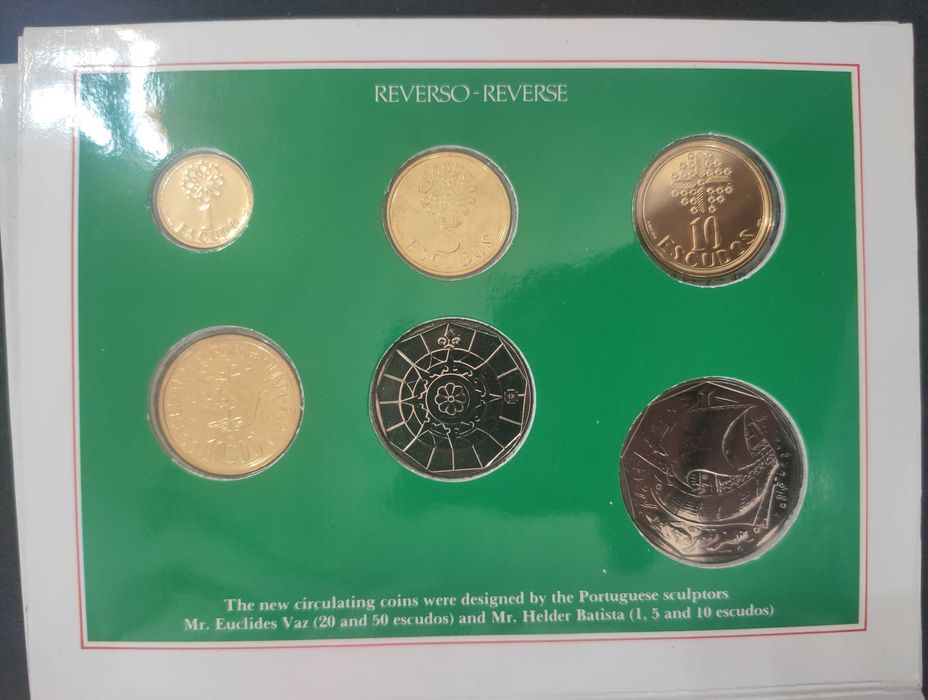 REVERSO - REVERSE
ESCUDO
5
ESCUDOS
10
ESCUDOS
The new circulating coins were designed by the Portuguese sculptors
Mr. Euclides Vaz (20 and 50 escudos) and Mr. Helder Batista (1, 5 and 10 escudos)